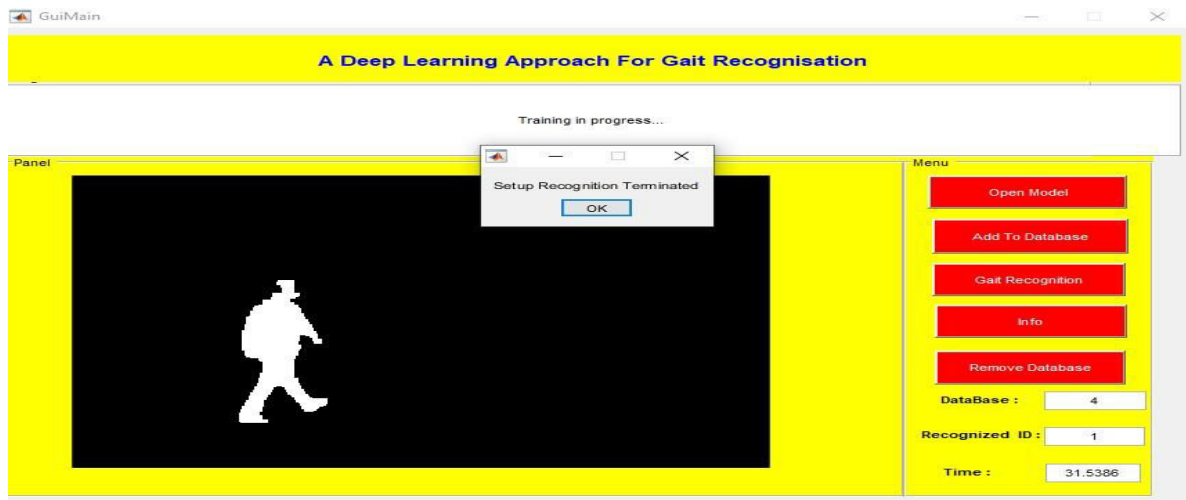 GuiMain
A Deep Learning Approach For Gait Recognisation
Training in progress...
Panel
Setup Recognition Terminated
OK
Menu
Open Model
Add To Database
Gait Recognition
Info
Remove Database
DataBase : 4
Recognized ID : 1
Time : 31.5386